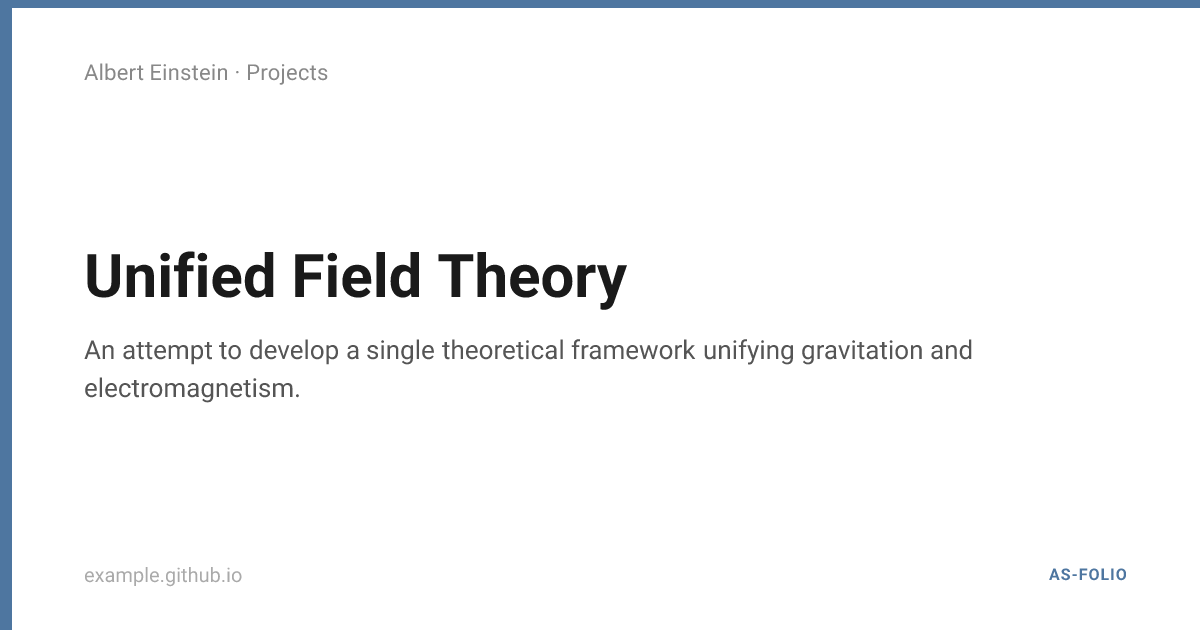 Albert Einstein · Projects
Unified Field Theory
An attempt to develop a single theoretical framework unifying gravitation and
electromagnetism.
example.github.io
AS-FOLIO